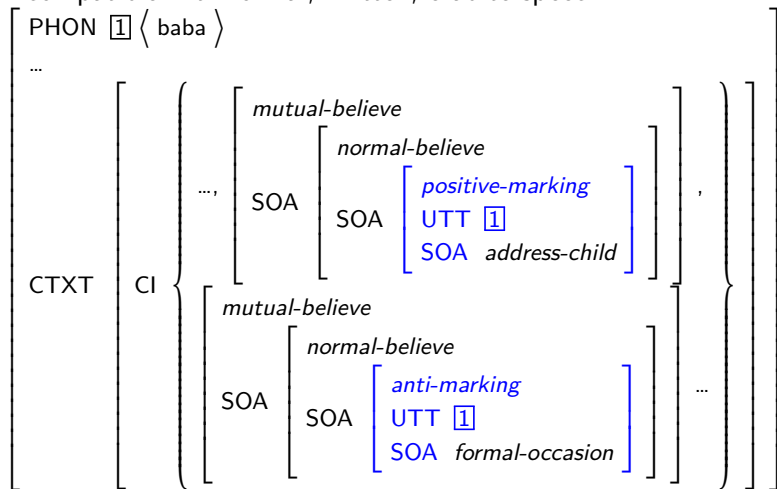 PHON 1 ⟨ baba ⟩
…
mutual-believe
normal-believe
positive-marking
…, SOA SOA UTT 1 ,
SOA address-child
CTXT CI
mutual-believe
normal-believe
anti-marking
SOA SOA UTT 1 …
SOA formal-occasion